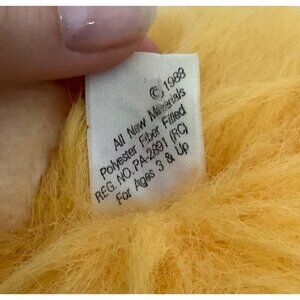 © 1988
All New Materials
Polyester Fiber Filled
REG. NO. PA-2891 (RC)
For Ages 3 & Up